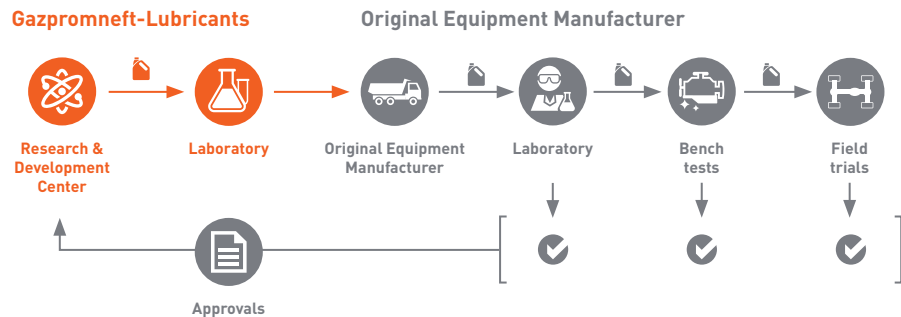 Gazpromneft-Lubricants
Original Equipment Manufacturer
Research &
Development
Center
Laboratory
Original Equipment
Manufacturer
Laboratory
Bench
tests
Field
trials
Approvals